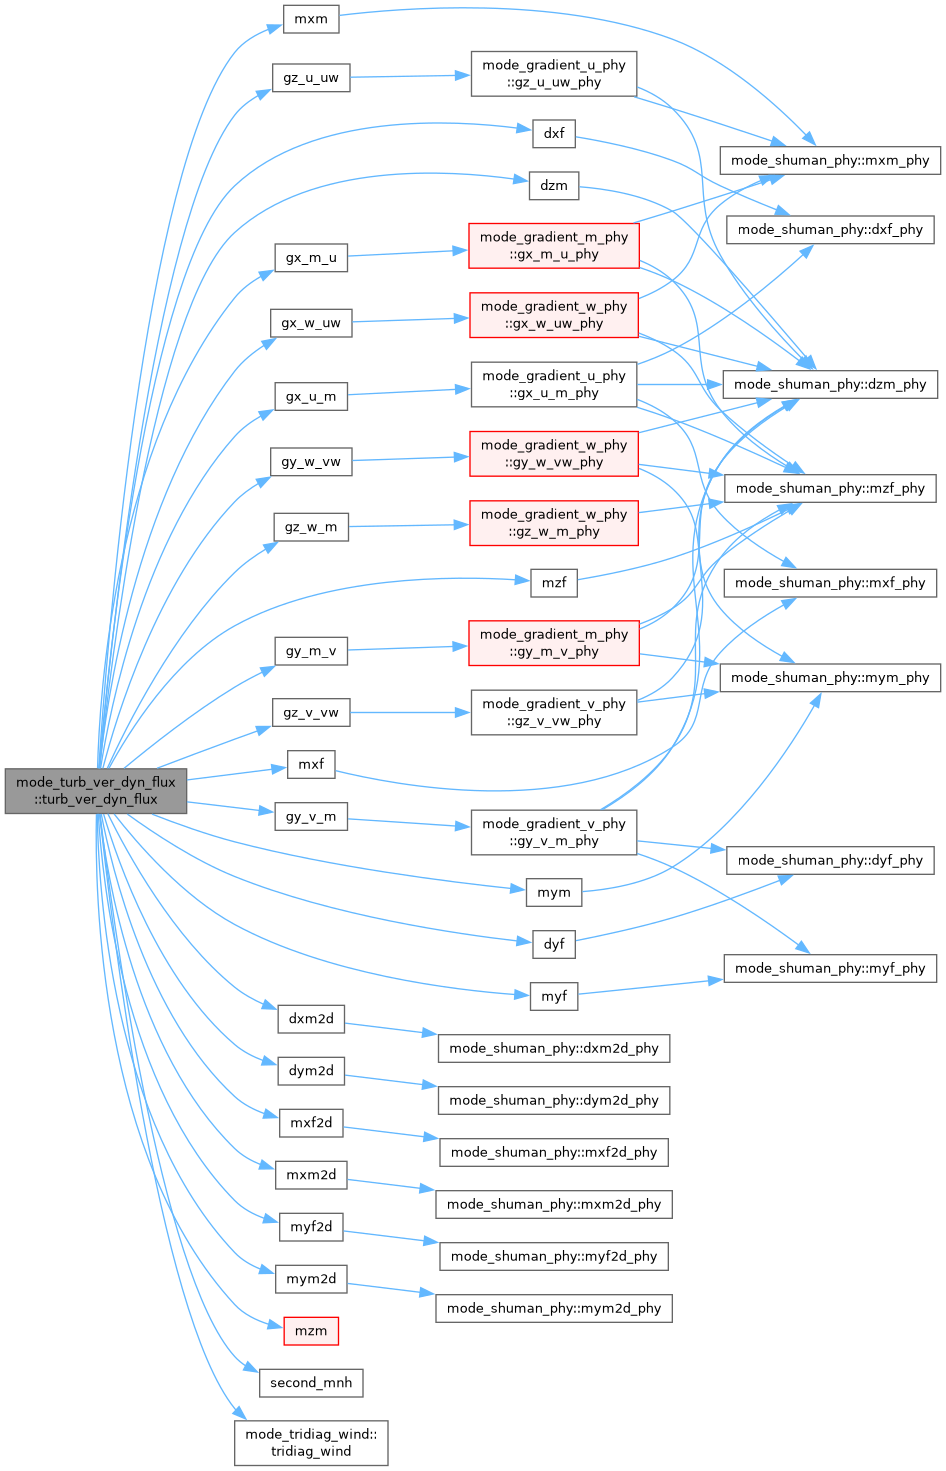 mxm
gz_u_uw
mode_gradient_u_phy
::gz_u_uw_phy
dxf
mode_shuman_phy::mxm_phy
dzm
mode_shuman_phy::dxf_phy
gx_m_u
mode_gradient_m_phy
::gx_m_u_phy
gx_w_uw
mode_gradient_w_phy
::gx_w_uw_phy
gx_u_m
mode_gradient_u_phy
::gx_u_m_phy
mode_shuman_phy::dzm_phy
gy_w_vw
mode_gradient_w_phy
::gy_w_vw_phy
mode_shuman_phy::mzf_phy
gz_w_m
mode_gradient_w_phy
::gz_w_m_phy
mzf
mode_shuman_phy::mxf_phy
gy_m_v
mode_gradient_m_phy
::gy_m_v_phy
mode_shuman_phy::mym_phy
gz_v_vw
mode_gradient_v_phy
::gz_v_vw_phy
mxf
mode_turb_ver_dyn_flux
::turb_ver_dyn_flux
gy_v_m
mode_gradient_v_phy
::gy_v_m_phy
mode_shuman_phy::dyf_phy
mym
dyf
mode_shuman_phy::myf_phy
myf
dxm2d
mode_shuman_phy::dxm2d_phy
dym2d
mode_shuman_phy::dym2d_phy
mxf2d
mode_shuman_phy::mxf2d_phy
mxm2d
mode_shuman_phy::mxm2d_phy
myf2d
mode_shuman_phy::myf2d_phy
mym2d
mode_shuman_phy::mym2d_phy
mzm
second_mnh
mode_tridiag_wind::
tridiag_wind